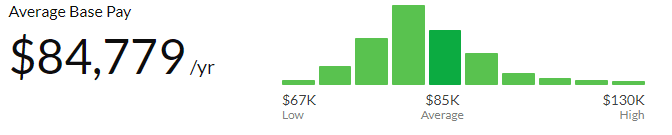 Average Base Pay
$84,779 /yr
$67K $85K $130K
Low Average High